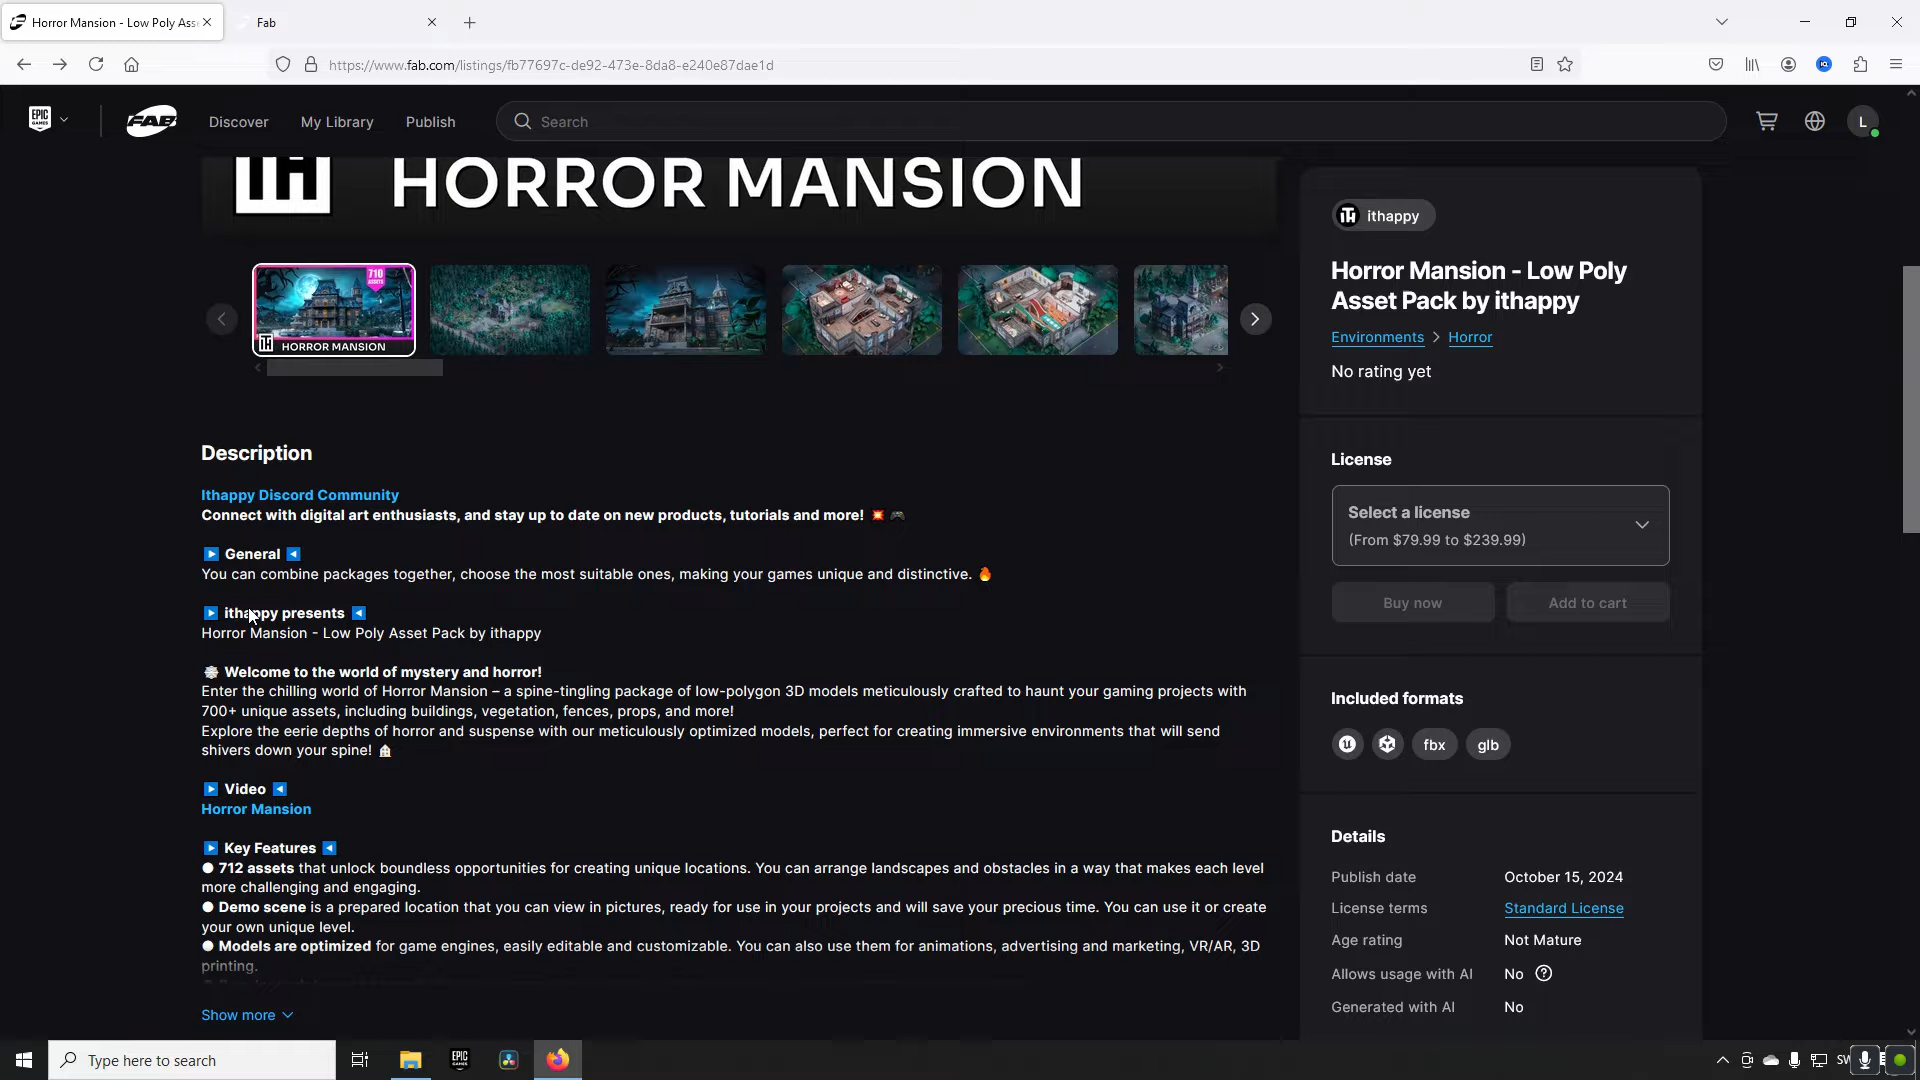 Horror Mansion - Low Poly Ass
Fab
https://www.fab.com/listings/fb77697c-de92-473e-8da8-e240e87dae1d
EPIC GAMES
FAB
Discover
My Library
Publish
Search
L
HORROR MANSION
710
HORROR MANSION
ithappy
Horror Mansion - Low Poly
Asset Pack by ithappy
Environments > Horror
No rating yet
License
Select a license
(From $79.99 to $239.99)
Buy now
Add to cart
Included formats
fbx
glb
Details
Publish date October 15, 2024
License terms Standard License
Age rating Not Mature
Allows usage with AI No
Generated with AI No
Description
Ithappy Discord Community
Connect with digital art enthusiasts, and stay up to date on new products, tutorials and more! 💥 🎮
▶ General ◀
You can combine packages together, choose the most suitable ones, making your games unique and distinctive. 🔥
▶ ithappy presents ◀
Horror Mansion - Low Poly Asset Pack by ithappy
🕸 Welcome to the world of mystery and horror!
Enter the chilling world of Horror Mansion – a spine-tingling package of low-polygon 3D models meticulously crafted to haunt your gaming projects with
700+ unique assets, including buildings, vegetation, fences, props, and more!
Explore the eerie depths of horror and suspense with our meticulously optimized models, perfect for creating immersive environments that will send
shivers down your spine! 🏚
▶ Video ◀
Horror Mansion
▶ Key Features ◀
● 712 assets that unlock boundless opportunities for creating unique locations. You can arrange landscapes and obstacles in a way that makes each level
more challenging and engaging.
● Demo scene is a prepared location that you can view in pictures, ready for use in your projects and will save your precious time. You can use it or create
your own unique level.
● Models are optimized for game engines, easily editable and customizable. You can also use them for animations, advertising and marketing, VR/AR, 3D
printing.
Show more
Type here to search
EPIC GAMES